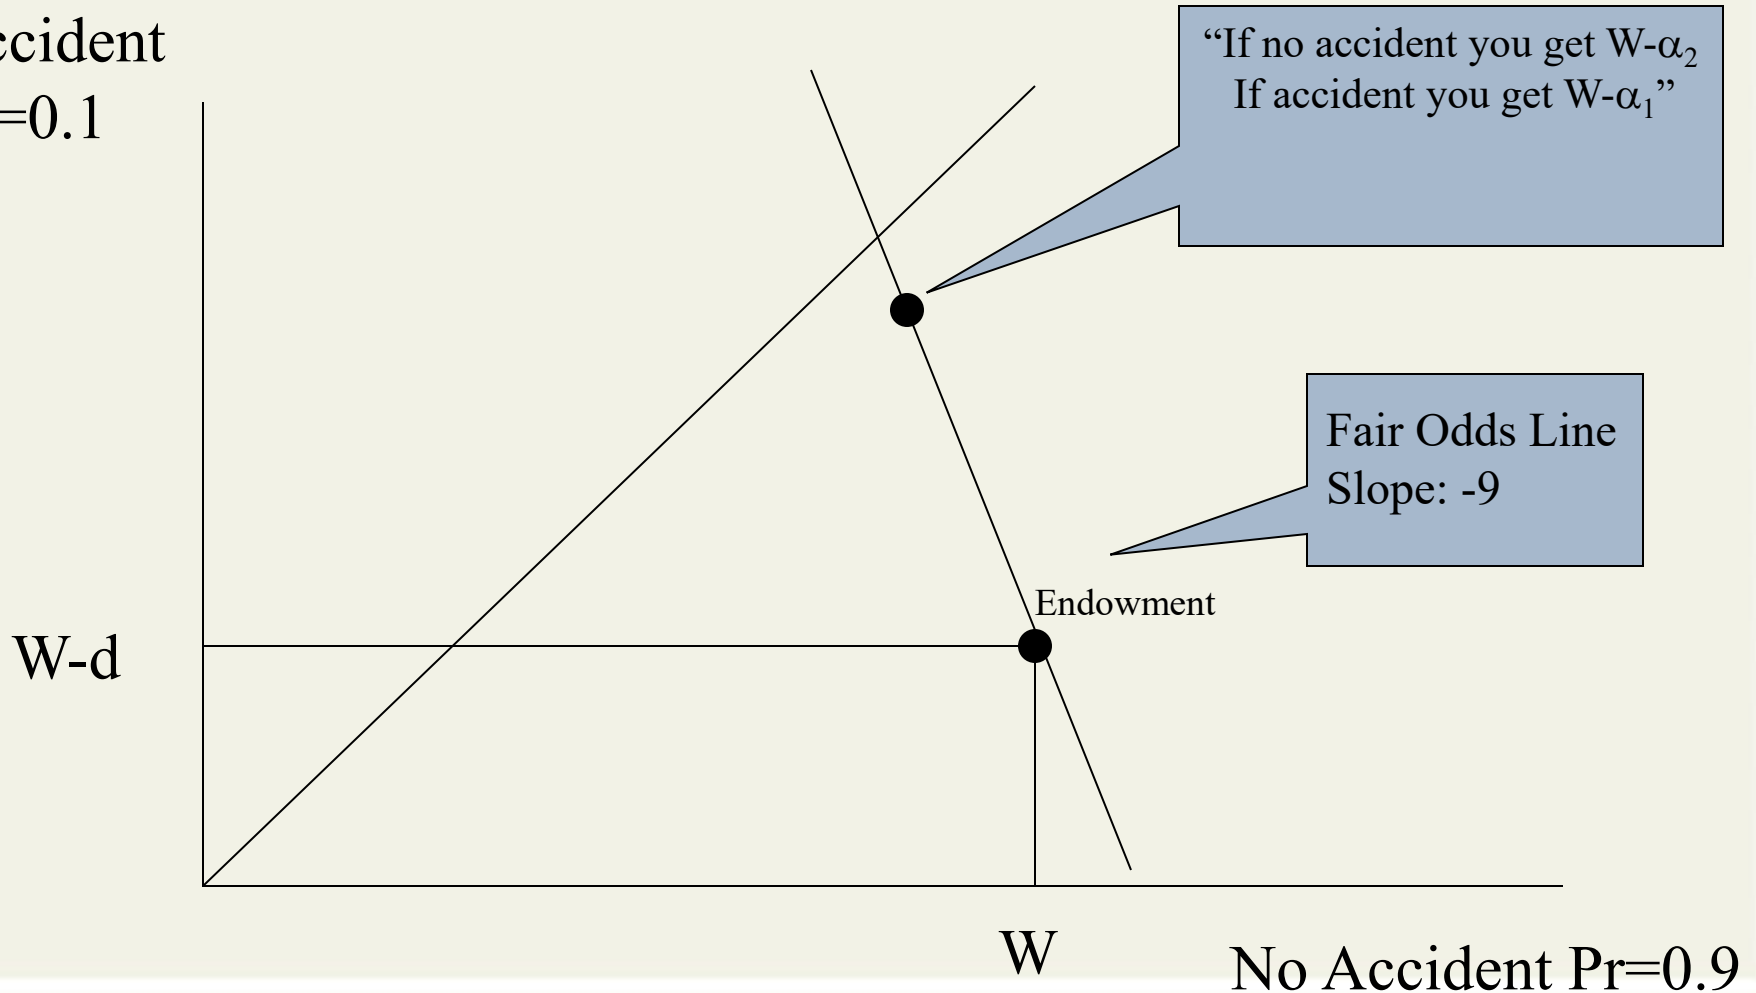 ccident
=0.1
“If no accident you get W-α₂
If accident you get W-α₁”
Fair Odds Line
Slope: -9
Endowment
W-d
W
No Accident Pr=0.9